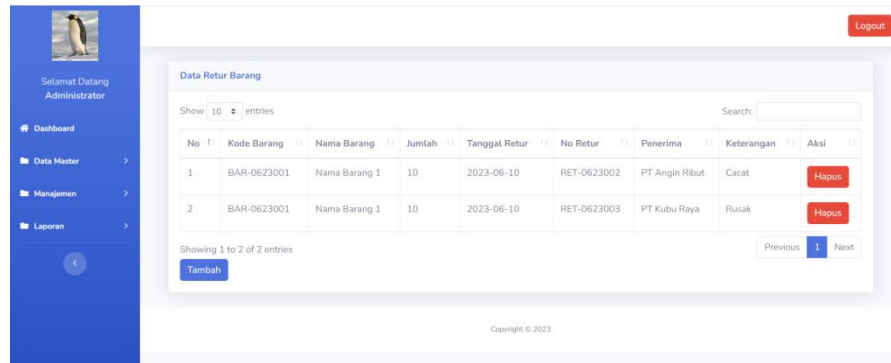 Logout
Selamat Datang
Administrator
Dashboard
Data Master
Manajemen
Laporan
Data Retur Barang
Show 10 entries
Search:
No Kode Barang Nama Barang Jumlah Tanggal Retur No Retur Penerima Keterangan Aksi
1 BAR-0623001 Nama Barang 1 10 2023-06-10 RET-0623002 PT Angin Ribut Cacat Hapus
2 BAR-0623001 Nama Barang 1 10 2023-06-10 RET-0623003 PT Kubu Raya Rusak Hapus
Showing 1 to 2 of 2 entries
Previous 1 Next
Tambah
Copyright © 2023